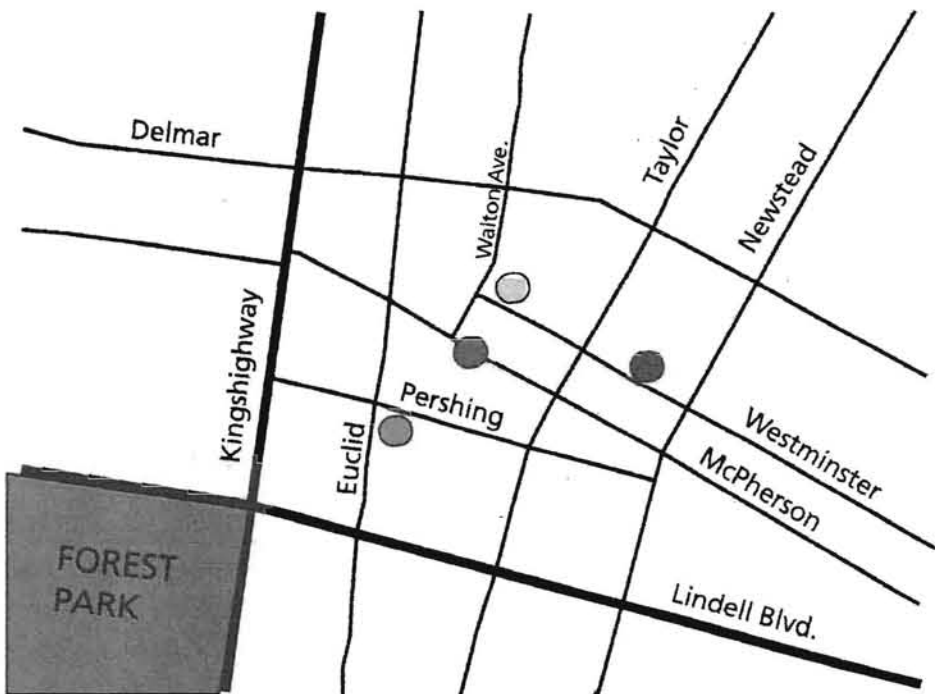 Delmar
Walton Ave.
Taylor
Newstead
Kingshighway
Euclid
Pershing
Westminster
McPherson
FOREST
PARK
Lindell Blvd.